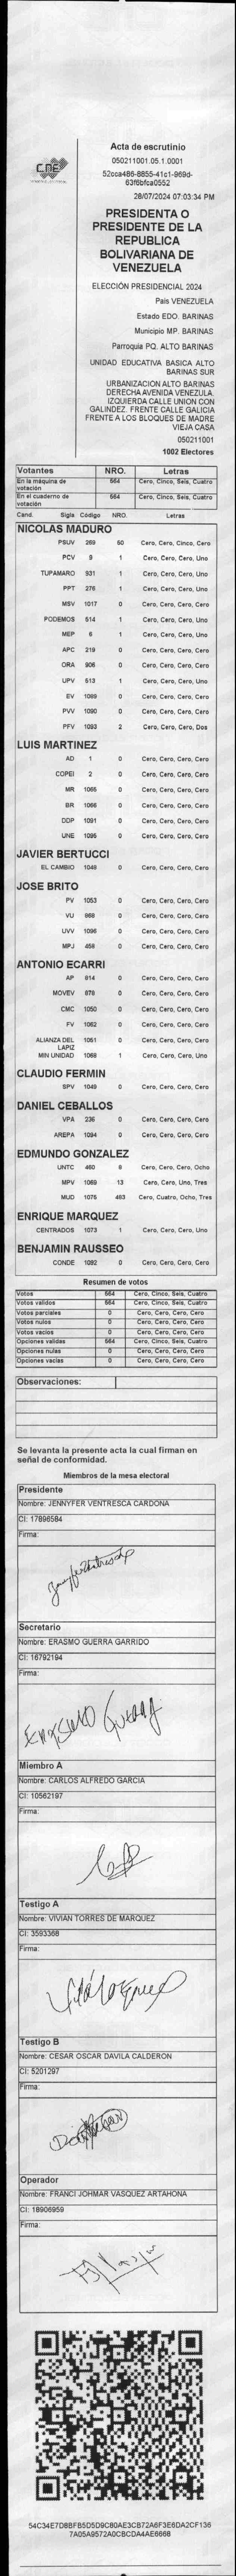 CNE
Acta de escrutinio
050211001.05.1.0001
52cca486-8855-41c1-969d-
63f6bfca0552
28/07/2024 07:03:34 PM
PRESIDENTA O
PRESIDENTE DE LA
REPUBLICA
BOLIVARIANA DE
VENEZUELA
ELECCIÓN PRESIDENCIAL 2024
Pais VENEZUELA
Estado EDO. BARINAS
Municipio MP. BARINAS
Parroquia PQ. ALTO BARINAS
UNIDAD EDUCATIVA BASICA ALTO
BARINAS SUR
URBANIZACION ALTO BARINAS
DERECHA AVENIDA VENEZULA.
IZQUIERDA CALLE UNION CON
GALINDEZ. FRENTE CALLE GALICIA
FRENTE A LOS BLOQUES DE MADRE
VIEJA CASA
050211001
1002 Electores
Votantes NRO. Letras
En la máquina de votación 564 Cero, Cinco, Seis, Cuatro
En el cuaderno de votación 564 Cero, Cinco, Seis, Cuatro
Cand. Sigla Código NRO. Letras
NICOLAS MADURO
PSUV 269 50 Cero, Cero, Cinco, Cero
PCV 9 1 Cero, Cero, Cero, Uno
TUPAMARO 931 1 Cero, Cero, Cero, Uno
PPT 276 1 Cero, Cero, Cero, Uno
MSV 1017 0 Cero, Cero, Cero, Cero
PODEMOS 514 1 Cero, Cero, Cero, Uno
MEP 6 1 Cero, Cero, Cero, Uno
APC 219 0 Cero, Cero, Cero, Cero
ORA 906 0 Cero, Cero, Cero, Cero
UPV 513 1 Cero, Cero, Cero, Uno
EV 1089 0 Cero, Cero, Cero, Cero
PVV 1090 0 Cero, Cero, Cero, Cero
PFV 1093 2 Cero, Cero, Cero, Dos
LUIS MARTINEZ
AD 1 0 Cero, Cero, Cero, Cero
COPEI 2 0 Cero, Cero, Cero, Cero
MR 1065 0 Cero, Cero, Cero, Cero
BR 1066 0 Cero, Cero, Cero, Cero
DDP 1091 0 Cero, Cero, Cero, Cero
UNE 1095 0 Cero, Cero, Cero, Cero
JAVIER BERTUCCI
EL CAMBIO 1048 0 Cero, Cero, Cero, Cero
JOSE BRITO
PV 1053 0 Cero, Cero, Cero, Cero
VU 868 0 Cero, Cero, Cero, Cero
UVV 1096 0 Cero, Cero, Cero, Cero
MPJ 455 0 Cero, Cero, Cero, Cero
ANTONIO ECARRI
AP 914 0 Cero, Cero, Cero, Cero
MOVEV 878 0 Cero, Cero, Cero, Cero
CMC 1050 0 Cero, Cero, Cero, Cero
FV 1062 0 Cero, Cero, Cero, Cero
ALIANZA DEL LAPIZ 1051 0 Cero, Cero, Cero, Cero
MIN UNIDAD 1068 1 Cero, Cero, Cero, Uno
CLAUDIO FERMIN
SPV 1049 0 Cero, Cero, Cero, Cero
DANIEL CEBALLOS
VPA 236 0 Cero, Cero, Cero, Cero
AREPA 1094 0 Cero, Cero, Cero, Cero
EDMUNDO GONZALEZ
UNTC 460 8 Cero, Cero, Cero, Ocho
MPV 1069 13 Cero, Cero, Uno, Tres
MUD 1076 483 Cero, Cuatro, Ocho, Tres
ENRIQUE MARQUEZ
CENTRADOS 1073 1 Cero, Cero, Cero, Uno
BENJAMIN RAUSSEO
CONDE 1092 0 Cero, Cero, Cero, Cero
Resumen de votos
Votos 564 Cero, Cinco, Seis, Cuatro
Votos validos 564 Cero, Cinco, Seis, Cuatro
Votos parciales 0 Cero, Cero, Cero, Cero
Votos nulos 0 Cero, Cero, Cero, Cero
Votos vacios 0 Cero, Cero, Cero, Cero
Opciones validas 564 Cero, Cinco, Seis, Cuatro
Opciones nulas 0 Cero, Cero, Cero, Cero
Opciones vacias 0 Cero, Cero, Cero, Cero
Observaciones:
Se levanta la presente acta la cual firman en
señal de conformidad.
Miembros de la mesa electoral
Presidente
Nombre: JENNYFER VENTRESCA CARDONA
CI: 17896584
Firma:
Secretario
Nombre: ERASMO GUERRA GARRIDO
CI: 16792194
Firma:
Erasmo Guerra
Miembro A
Nombre: CARLOS ALFREDO GARCIA
CI: 10562197
Firma:
Testigo A
Nombre: VIVIAN TORRES DE MARQUEZ
CI: 3593368
Firma:
Testigo B
Nombre: CESAR OSCAR DAVILA CALDERON
CI: 5201297
Firma:
Operador
Nombre: FRANCI JOHMAR VASQUEZ ARTAHONA
CI: 18906959
Firma:
54C34E7D8BFB5D5D9C80AE3CB72A6F3E6DA2CF136
7A05A9572A0CBCDA4AE6668